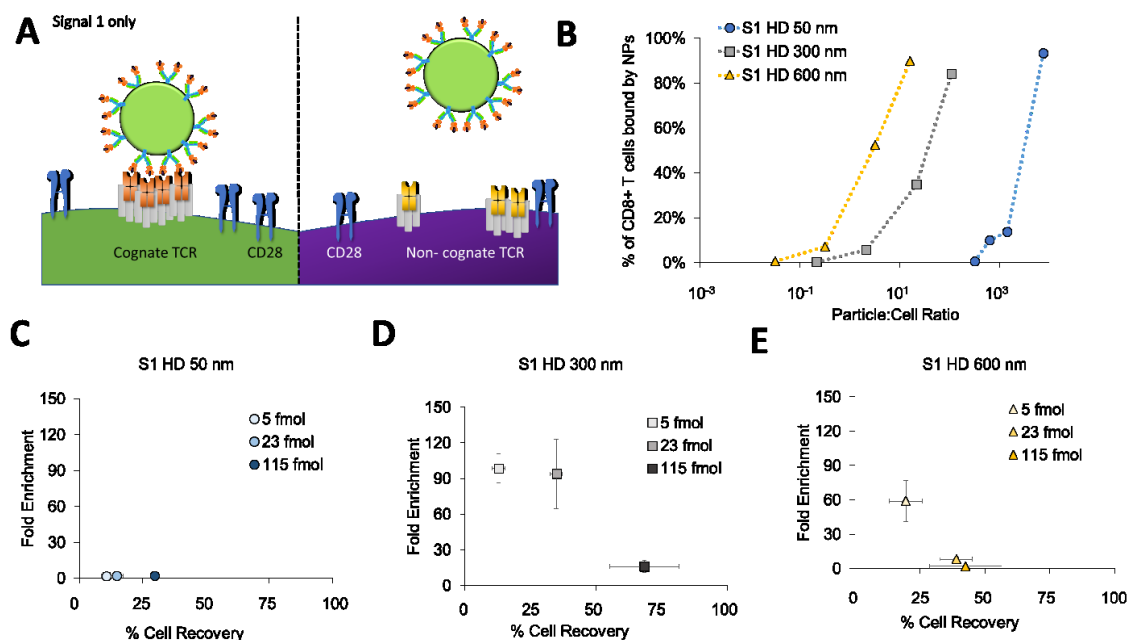 Signal 1 only
A
Cognate TCR
CD28
CD28
Non- cognate TCR
B
S1 HD 50 nm
S1 HD 300 nm
S1 HD 600 nm
% of CD8+ T cells bound by NPs
100%
80%
60%
40%
20%
0%
10-3
10-1
101
103
Particle:Cell Ratio
C
S1 HD 50 nm
Fold Enrichment
150
120
90
60
30
0
5 fmol
23 fmol
115 fmol
0
25
50
75
100
% Cell Recovery
D
S1 HD 300 nm
Fold Enrichment
150
120
90
60
30
0
5 fmol
23 fmol
115 fmol
0
25
50
75
100
% Cell Recovery
E
S1 HD 600 nm
Fold Enrichment
150
120
90
60
30
0
5 fmol
23 fmol
115 fmol
0
25
50
75
100
% Cell Recovery